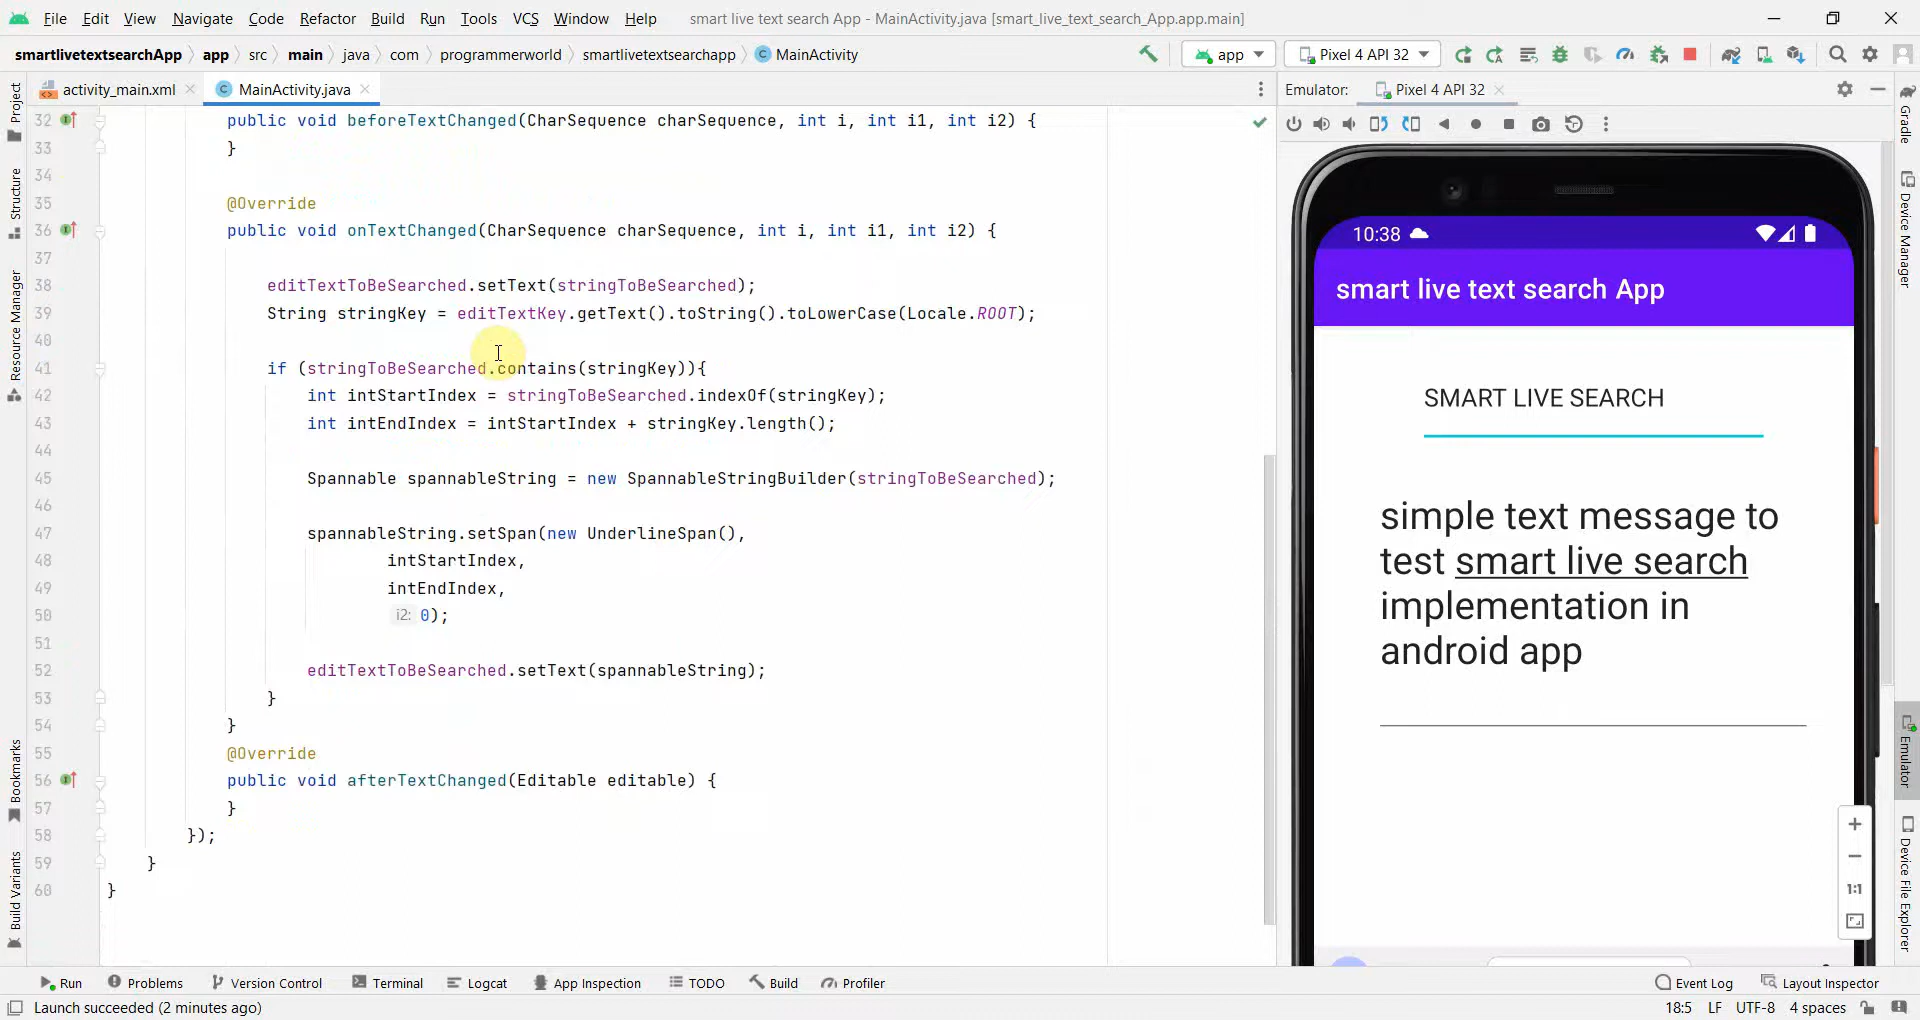 File Edit View Navigate Code Refactor Build Run Tools VCS Window Help smart live text search App - MainActivity.java [smart_live_text_search_App.app.main]
smartlivetextsearchApp app src main java com programmerworld smartlivetextsearchapp MainActivity
app Pixel 4 API 32
activity_main.xml MainActivity.java
Emulator: Pixel 4 API 32
Project
Structure
Resource Manager
Bookmarks
Build Variants
32 public void beforeTextChanged(CharSequence charSequence, int i, int i1, int i2) {
33 }
34
35 @Override
36 public void onTextChanged(CharSequence charSequence, int i, int i1, int i2) {
37
38 editTextToBeSearched.setText(stringToBeSearched);
39 String stringKey = editTextKey.getText().toString().toLowerCase(Locale.ROOT);
40
41 if (stringToBeSearched.contains(stringKey)){
42 int intStartIndex = stringToBeSearched.indexOf(stringKey);
43 int intEndIndex = intStartIndex + stringKey.length();
44
45 Spannable spannableString = new SpannableStringBuilder(stringToBeSearched);
46
47 spannableString.setSpan(new UnderlineSpan(),
48 intStartIndex,
49 intEndIndex,
50 i2: 0);
51
52 editTextToBeSearched.setText(spannableString);
53 }
54 }
55 @Override
56 public void afterTextChanged(Editable editable) {
57 }
58 });
59 }
60 }
10:38
smart live text search App
SMART LIVE SEARCH
simple text message to
test smart live search
implementation in
android app
+
−
1:1
Gradle
Device Manager
Emulator
Device File Explorer
Run Problems Version Control Terminal Logcat App Inspection TODO Build Profiler Event Log Layout Inspector
Launch succeeded (2 minutes ago) 18:5 LF UTF-8 4 spaces